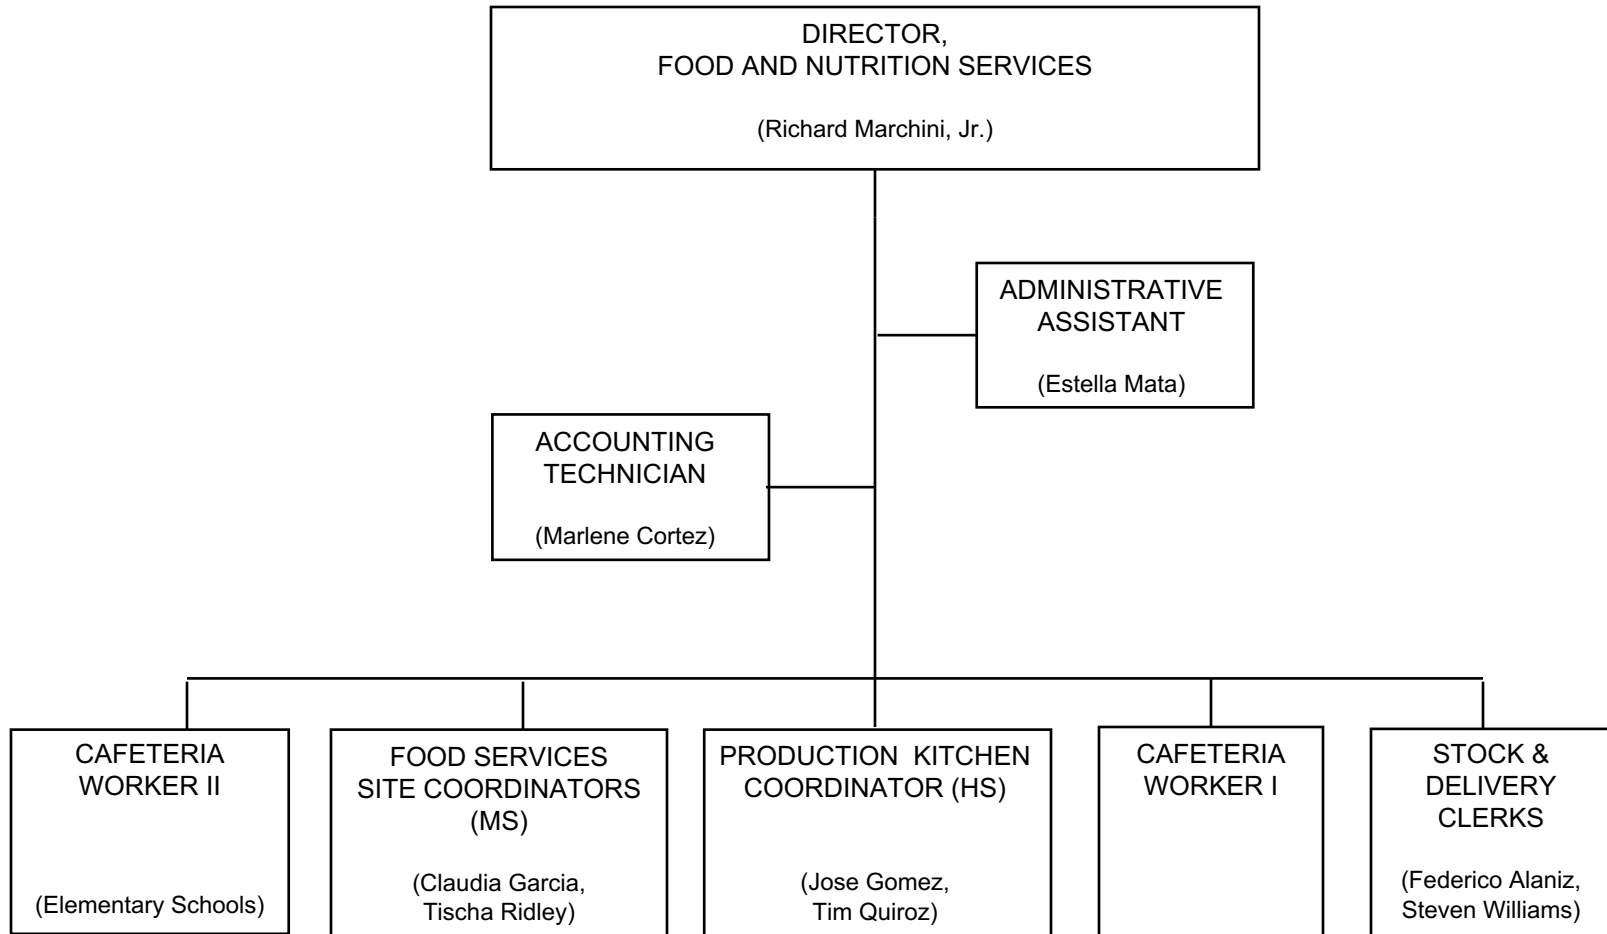 DIRECTOR,
FOOD AND NUTRITION SERVICES
(Richard Marchini, Jr.)
ADMINISTRATIVE
ASSISTANT
(Estella Mata)
ACCOUNTING
TECHNICIAN
(Marlene Cortez)
CAFETERIA
WORKER II
(Elementary Schools)
FOOD SERVICES
SITE COORDINATORS
(MS)
(Claudia Garcia,
Tischa Ridley)
PRODUCTION KITCHEN
COORDINATOR (HS)
(Jose Gomez,
Tim Quiroz)
CAFETERIA
WORKER I
STOCK &
DELIVERY
CLERKS
(Federico Alaniz,
Steven Williams)